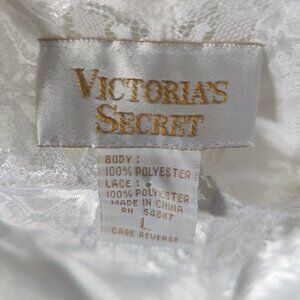 VICTORIA'S
SECRET
BODY:
100% POLYESTER
LACE:
100% POLYESTER
MADE IN CHINA
RN 54867
L
CARE REVERSE